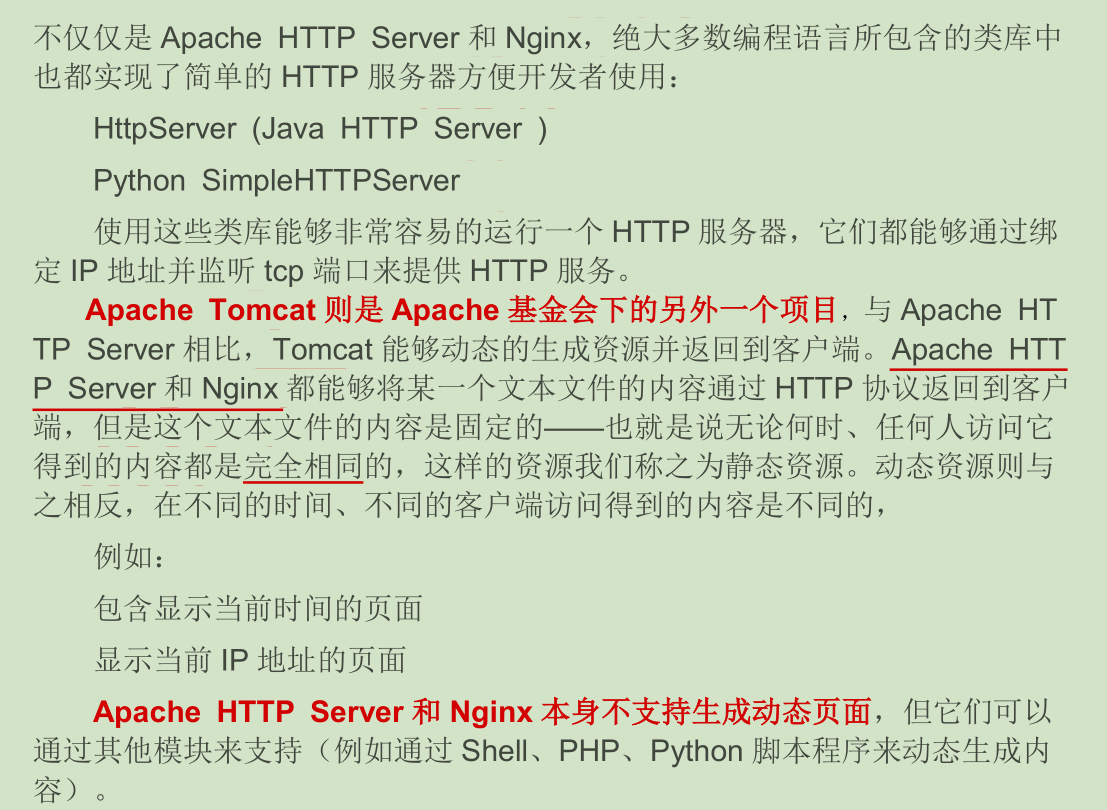 不仅仅是 Apache HTTP Server 和 Nginx，绝大多数编程语言所包含的类库中
也都实现了简单的 HTTP 服务器方便开发者使用：
HttpServer (Java HTTP Server )
Python SimpleHTTPServer
使用这些类库能够非常容易的运行一个 HTTP 服务器，它们都能够通过绑
定 IP 地址并监听 tcp 端口来提供 HTTP 服务。
Apache Tomcat 则是 Apache 基金会下的另外一个项目，与 Apache HT
TP Server 相比，Tomcat 能够动态的生成资源并返回到客户端。Apache HTT
P Server 和 Nginx 都能够将某一个文本文件的内容通过 HTTP 协议返回到客户
端，但是这个文本文件的内容是固定的——也就是说无论何时、任何人访问它
得到的内容都是完全相同的，这样的资源我们称之为静态资源。动态资源则与
之相反，在不同的时间、不同的客户端访问得到的内容是不同的，
例如：
包含显示当前时间的页面
显示当前 IP 地址的页面
Apache HTTP Server 和 Nginx 本身不支持生成动态页面，但它们可以
通过其他模块来支持（例如通过 Shell、PHP、Python 脚本程序来动态生成内
容）。